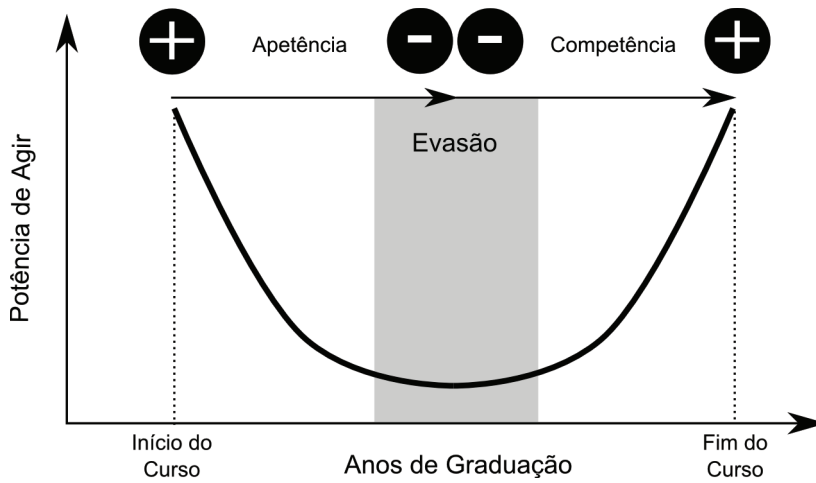 + Apetência - - Competência +
Evasão
Potência de Agir
Início do
Curso
Anos de Graduação
Fim do
Curso